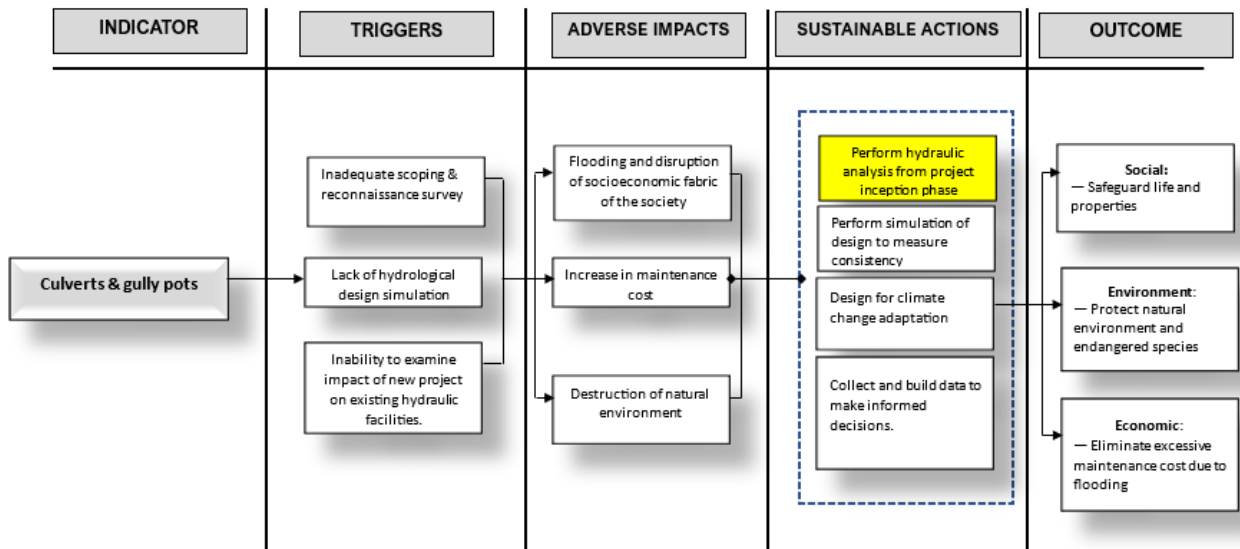 INDICATOR
TRIGGERS
ADVERSE IMPACTS
SUSTAINABLE ACTIONS
OUTCOME
Culverts & gully pots
Inadequate scoping &
reconnaissance survey
Lack of hydrological
design simulation
Inability to examine
impact of new project
on existing hydraulic
facilities.
Flooding and disruption
of socioeconomic fabric
of the society
Increase in maintenance
cost
Destruction of natural
environment
Perform hydraulic
analysis from project
inception phase
Perform simulation of
design to measure
consistency
Design for climate
change adaptation
Collect and build data to
make informed
decisions.
Social:
— Safeguard life and
properties
Environment:
— Protect natural
environment and
endangered species
Economic:
— Eliminate excessive
maintenance cost due to
flooding